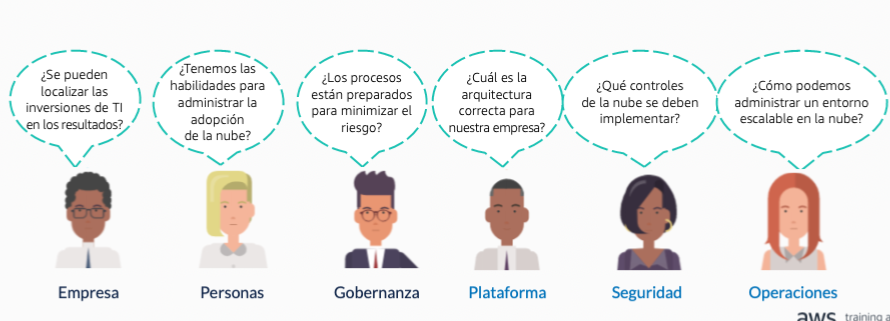 ¿Se pueden
localizar las
inversiones de TI
en los resultados?
¿Tenemos las
habilidades para
administrar la
adopción
de la nube?
¿Los procesos
están preparados
para minimizar el
riesgo?
¿Cuál es la
arquitectura
correcta para
nuestra empresa?
¿Qué controles
de la nube se deben
implementar?
¿Cómo podemos
administrar un entorno
escalable en la nube?
Empresa
Personas
Gobernanza
Plataforma
Seguridad
Operaciones
aws training a